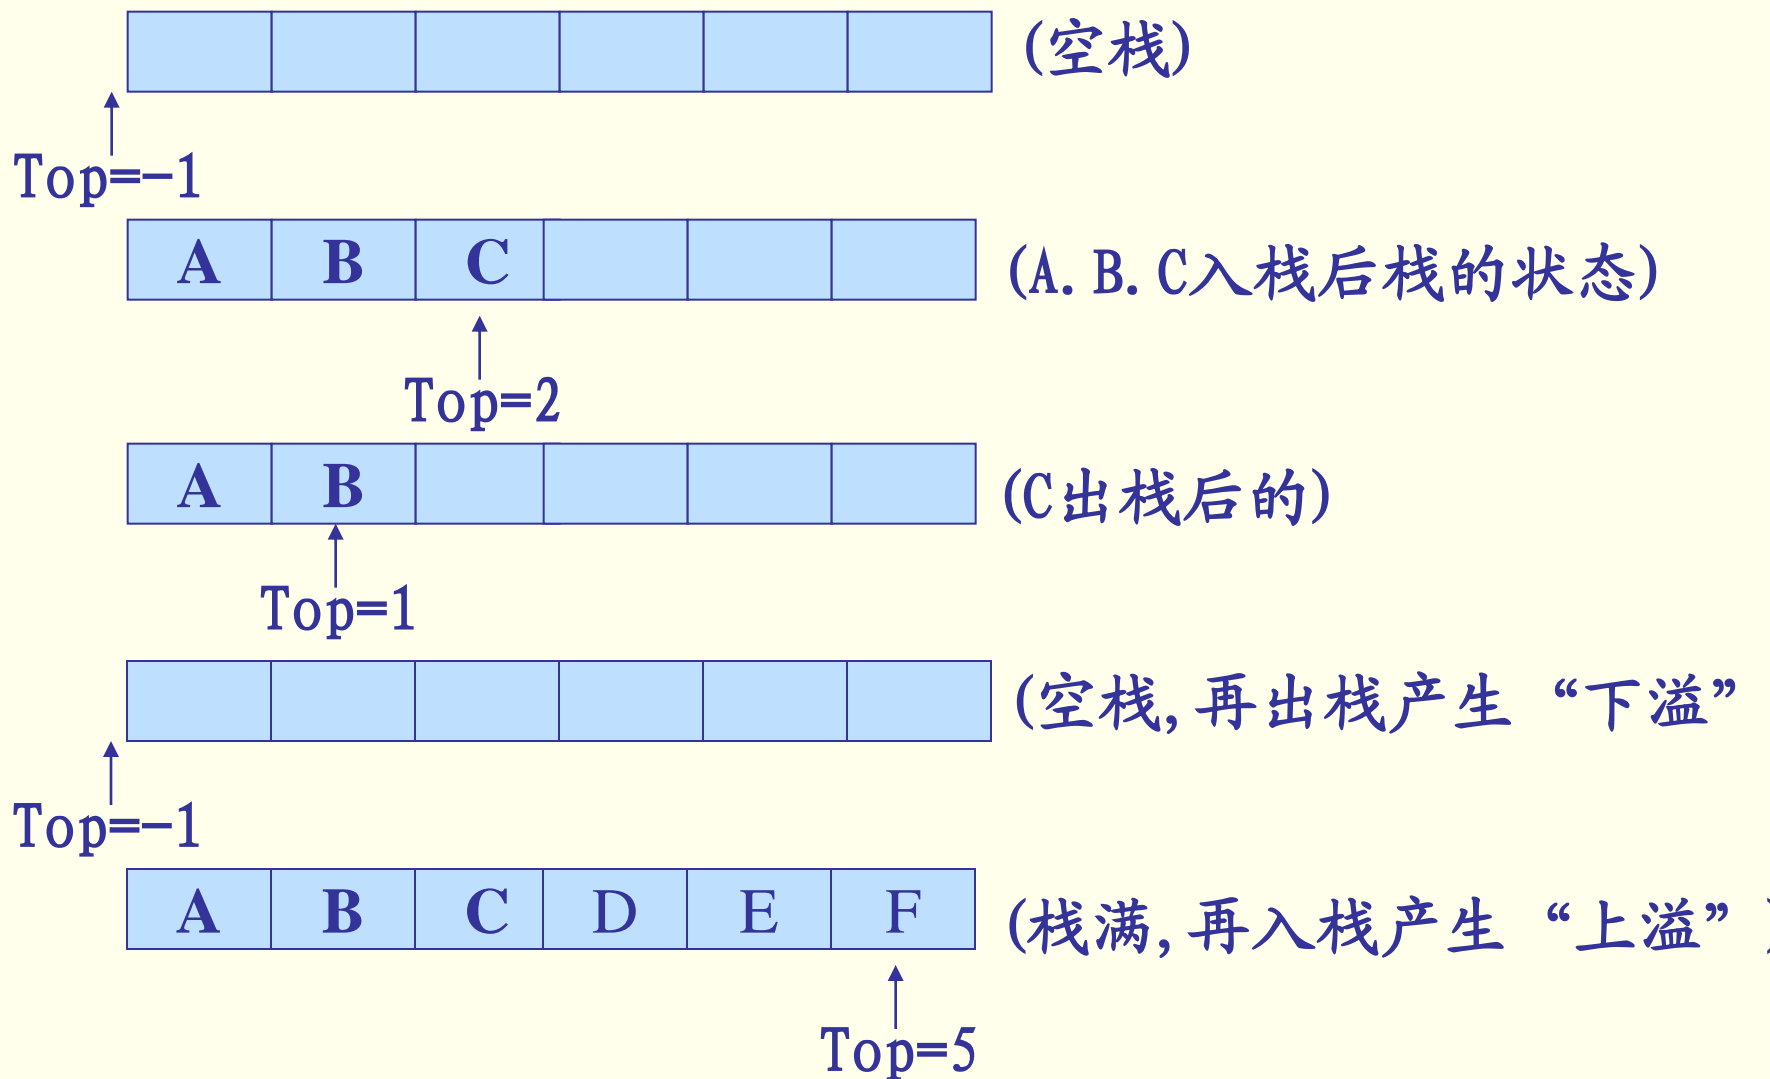 (空栈)
Top=-1
A B C (A.B.C入栈后栈的状态)
Top=2
A B (C出栈后的)
Top=1
(空栈,再出栈产生“下溢”
Top=-1
A B C D E F (栈满,再入栈产生“上溢”)
Top=5